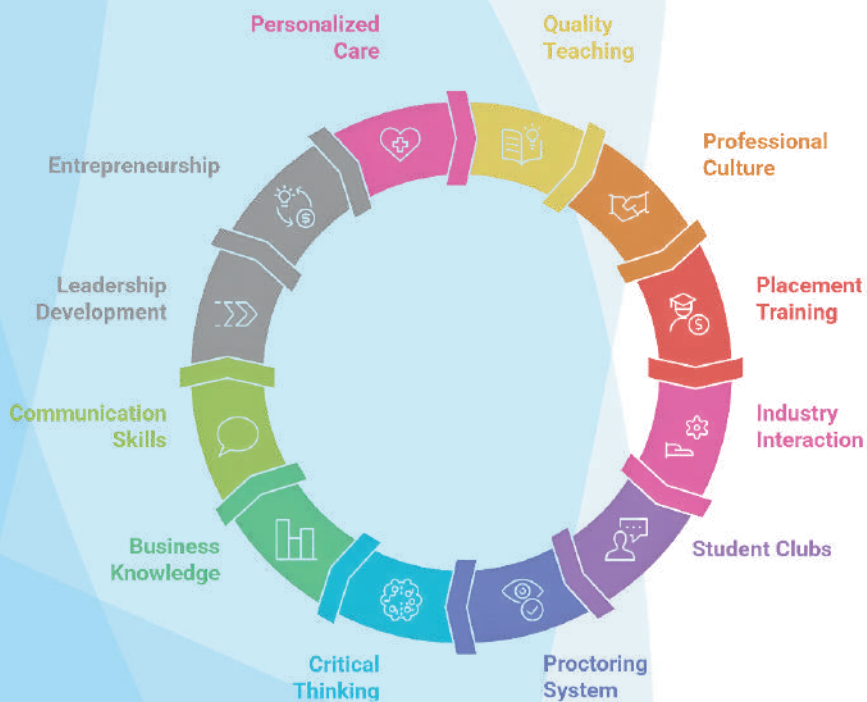 Personalized
Care
Quality
Teaching
Professional
Culture
Placement
Training
Industry
Interaction
Student Clubs
Proctoring
System
Critical
Thinking
Business
Knowledge
Communication
Skills
Leadership
Development
Entrepreneurship